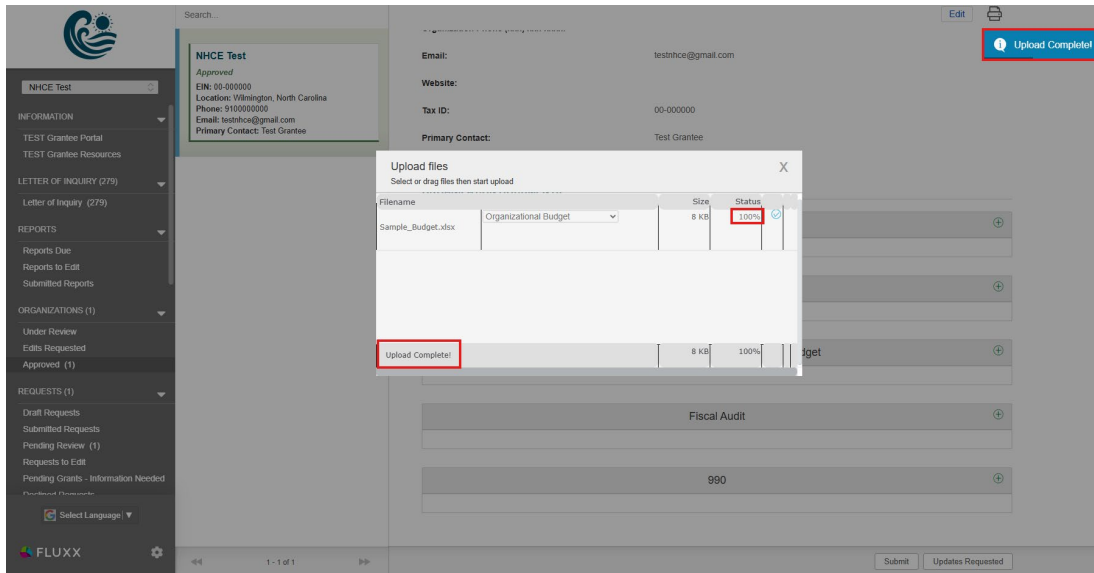 Search...
Edit
Upload Complete!
NHCE Test
Approved
EIN: 00-000000
Location: Wilmington, North Carolina
Phone: 9100000000
Email: testnhce@gmail.com
Primary Contact: Test Grantee
NHCE Test
INFORMATION
TEST Grantee Portal
TEST Grantee Resources
LETTER OF INQUIRY (279)
Letter of Inquiry (279)
REPORTS
Reports Due
Reports to Edit
Submitted Reports
ORGANIZATIONS (1)
Under Review
Edits Requested
Approved (1)
REQUESTS (1)
Draft Requests
Submitted Requests
Pending Review (1)
Requests to Edit
Pending Grants - Information Needed
Declined Requests
Select Language ▼
FLUXX
1 - 1 of 1
Email: testnhce@gmail.com
Website:
Tax ID: 00-000000
Primary Contact: Test Grantee
Upload files X
Select or drag files then start upload
Filename Size Status
Sample_Budget.xlsx Organizational Budget 8 KB 100%
Upload Complete! 8 KB 100%
dget
Fiscal Audit
990
Submit Updates Requested